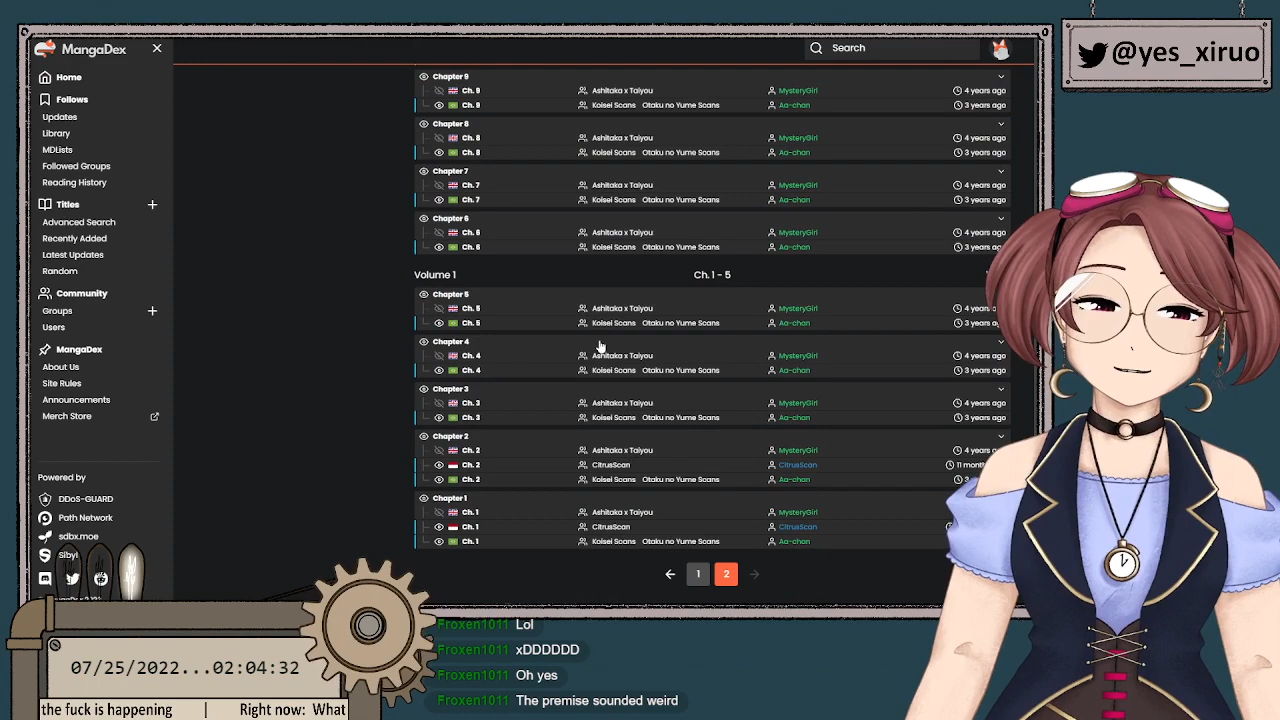 MangaDex
Search
@yes_xiruo
Home
Follows
Updates
Library
MDLists
Followed Groups
Reading History
Titles
Advanced Search
Recently Added
Latest Updates
Random
Community
Groups
Users
MangaDex
About Us
Site Rules
Announcements
Merch Store
Powered by
DDoS-GUARD
Path Network
sdbx.moe
Sibyl
Chapter 9
Ch. 9 Ashitaka x Taiyou MysteryGirl 4 years ago
Ch. 9 Koisei Scans Otaku no Yume Scans Aa-chan 3 years ago
Chapter 8
Ch. 8 Ashitaka x Taiyou MysteryGirl 4 years ago
Ch. 8 Koisei Scans Otaku no Yume Scans Aa-chan 3 years ago
Chapter 7
Ch. 7 Ashitaka x Taiyou MysteryGirl 4 years ago
Ch. 7 Koisei Scans Otaku no Yume Scans Aa-chan 3 years ago
Chapter 6
Ch. 6 Ashitaka x Taiyou MysteryGirl 4 years ago
Ch. 6 Koisei Scans Otaku no Yume Scans Aa-chan 3 years ago
Volume 1 Ch. 1 - 5
Chapter 5
Ch. 5 Ashitaka x Taiyou MysteryGirl 4 years
Ch. 5 Koisei Scans Otaku no Yume Scans Aa-chan 3 years ago
Chapter 4
Ch. 4 Ashitaka x Taiyou MysteryGirl 4 years ago
Ch. 4 Koisei Scans Otaku no Yume Scans Aa-chan 3 years ago
Chapter 3
Ch. 3 Ashitaka x Taiyou MysteryGirl 4 years ago
Ch. 3 Koisei Scans Otaku no Yume Scans Aa-chan 3 years ago
Chapter 2
Ch. 2 Ashitaka x Taiyou MysteryGirl 4 years
Ch. 2 CitrusScan CitrusScan 11
Ch. 2 Koisei Scans Otaku no Yume Scans Aa-chan 3
Chapter 1
Ch. 1 Ashitaka x Taiyou MysteryGirl
Ch. 1 CitrusScan CitrusScan
Ch. 1 Koisei Scans Otaku no Yume Scans Aa-chan
1 2
07/25/2022...02:04:32
the fuck is happening | Right now: What
Froxen1011 Lol
Froxen1011 xDDDDDD
Froxen1011 Oh yes
Froxen1011 The premise sounded weird